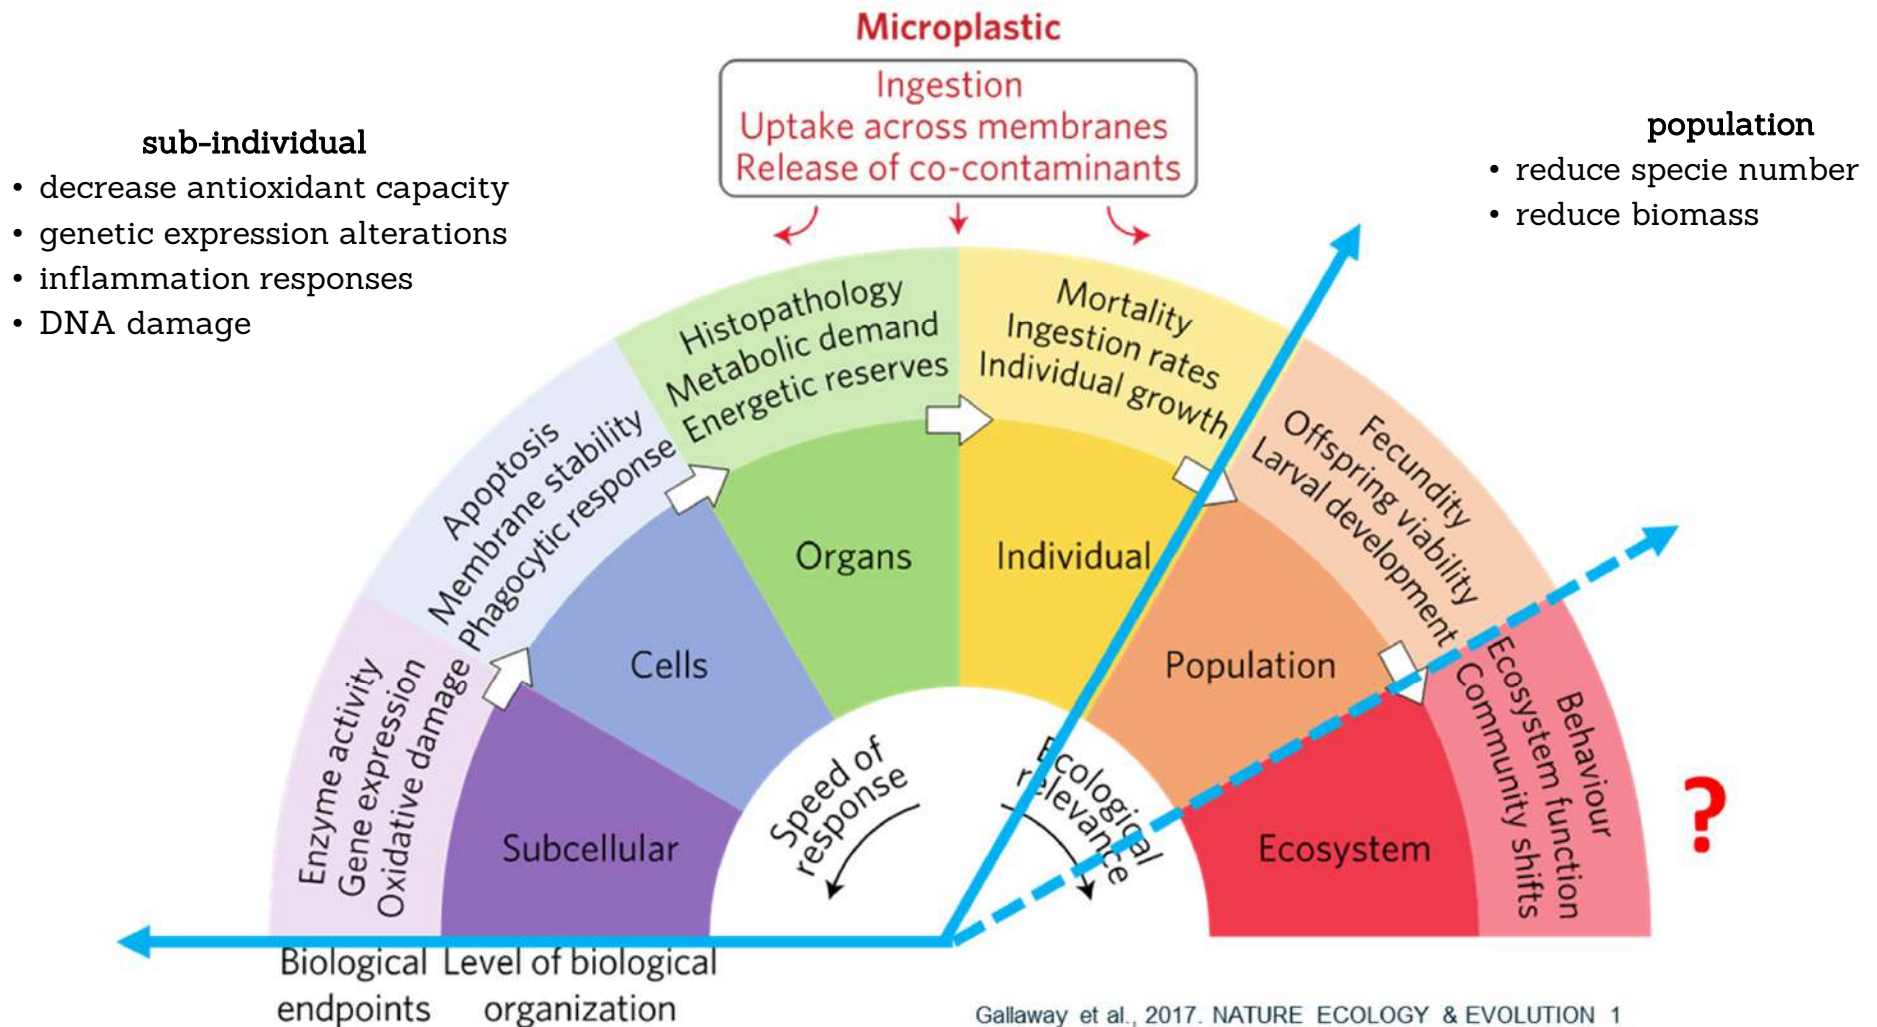 Microplastic
Ingestion
Uptake across membranes
Release of co-contaminants
sub-individual
• decrease antioxidant capacity
• genetic expression alterations
• inflammation responses
• DNA damage
population
• reduce specie number
• reduce biomass
Enzyme activity
Gene expression
Oxidative damage
Subcellular
Apoptosis
Membrane stability
Phagocytic response
Cells
Histopathology
Metabolic demand
Energetic reserves
Organs
Mortality
Ingestion rates
Individual growth
Individual
Fecundity
Offspring viability
Larval development
Population
Behaviour
Ecosystem function
Community shifts
Ecosystem
?
Speed of
response
Ecological
relevance
Biological
endpoints
Level of biological
organization
Gallaway et al., 2017. NATURE ECOLOGY & EVOLUTION 1